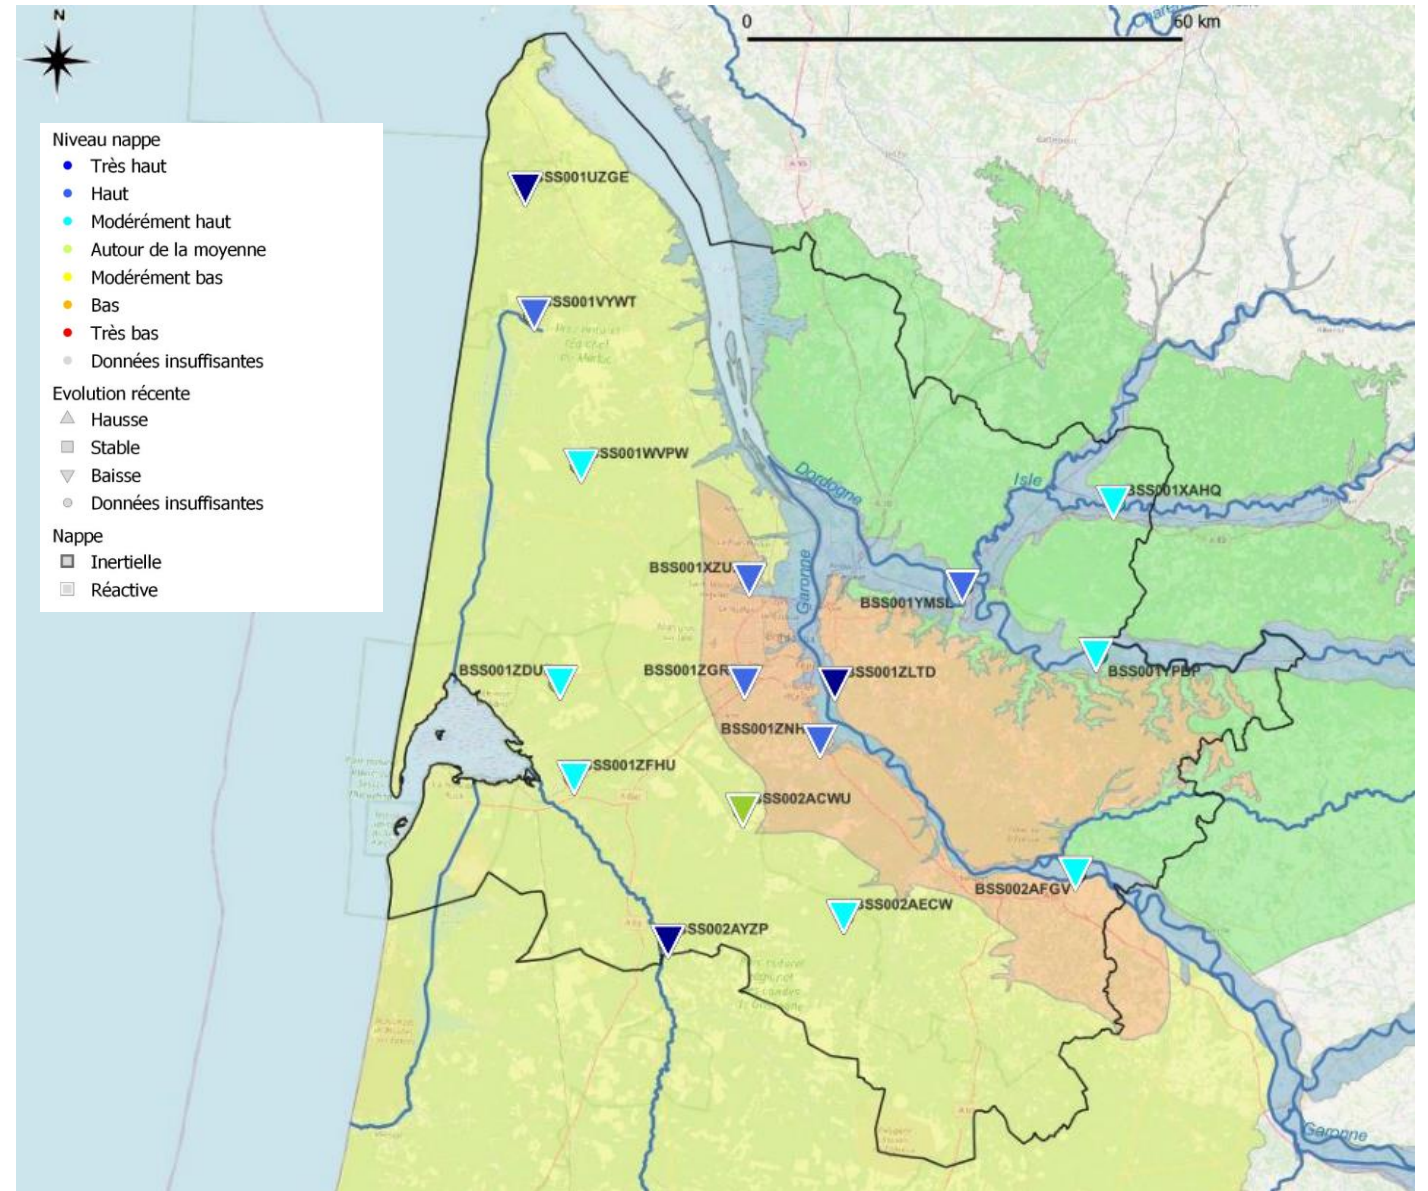 N
0
60 km
Niveau nappe
Très haut
Haut
Modérément haut
Autour de la moyenne
Modérément bas
Bas
Très bas
Données insuffisantes
Evolution récente
Hausse
Stable
Baisse
Données insuffisantes
Nappe
Inertielle
Réactive
SS001UZGE
SS001VYWT
SS001WVPW
Dordogne
Isle
SS001XAHQ
BSS001XZU
Garonne
BSS001YMSL
BSS001ZDU
BSS001ZGR
SS001ZLTD
BSS001YPBP
BSS001ZNH
SS001ZFHU
SS002ACWU
BSS002AFGV
SS002AECW
SS002AYZP
Garonne